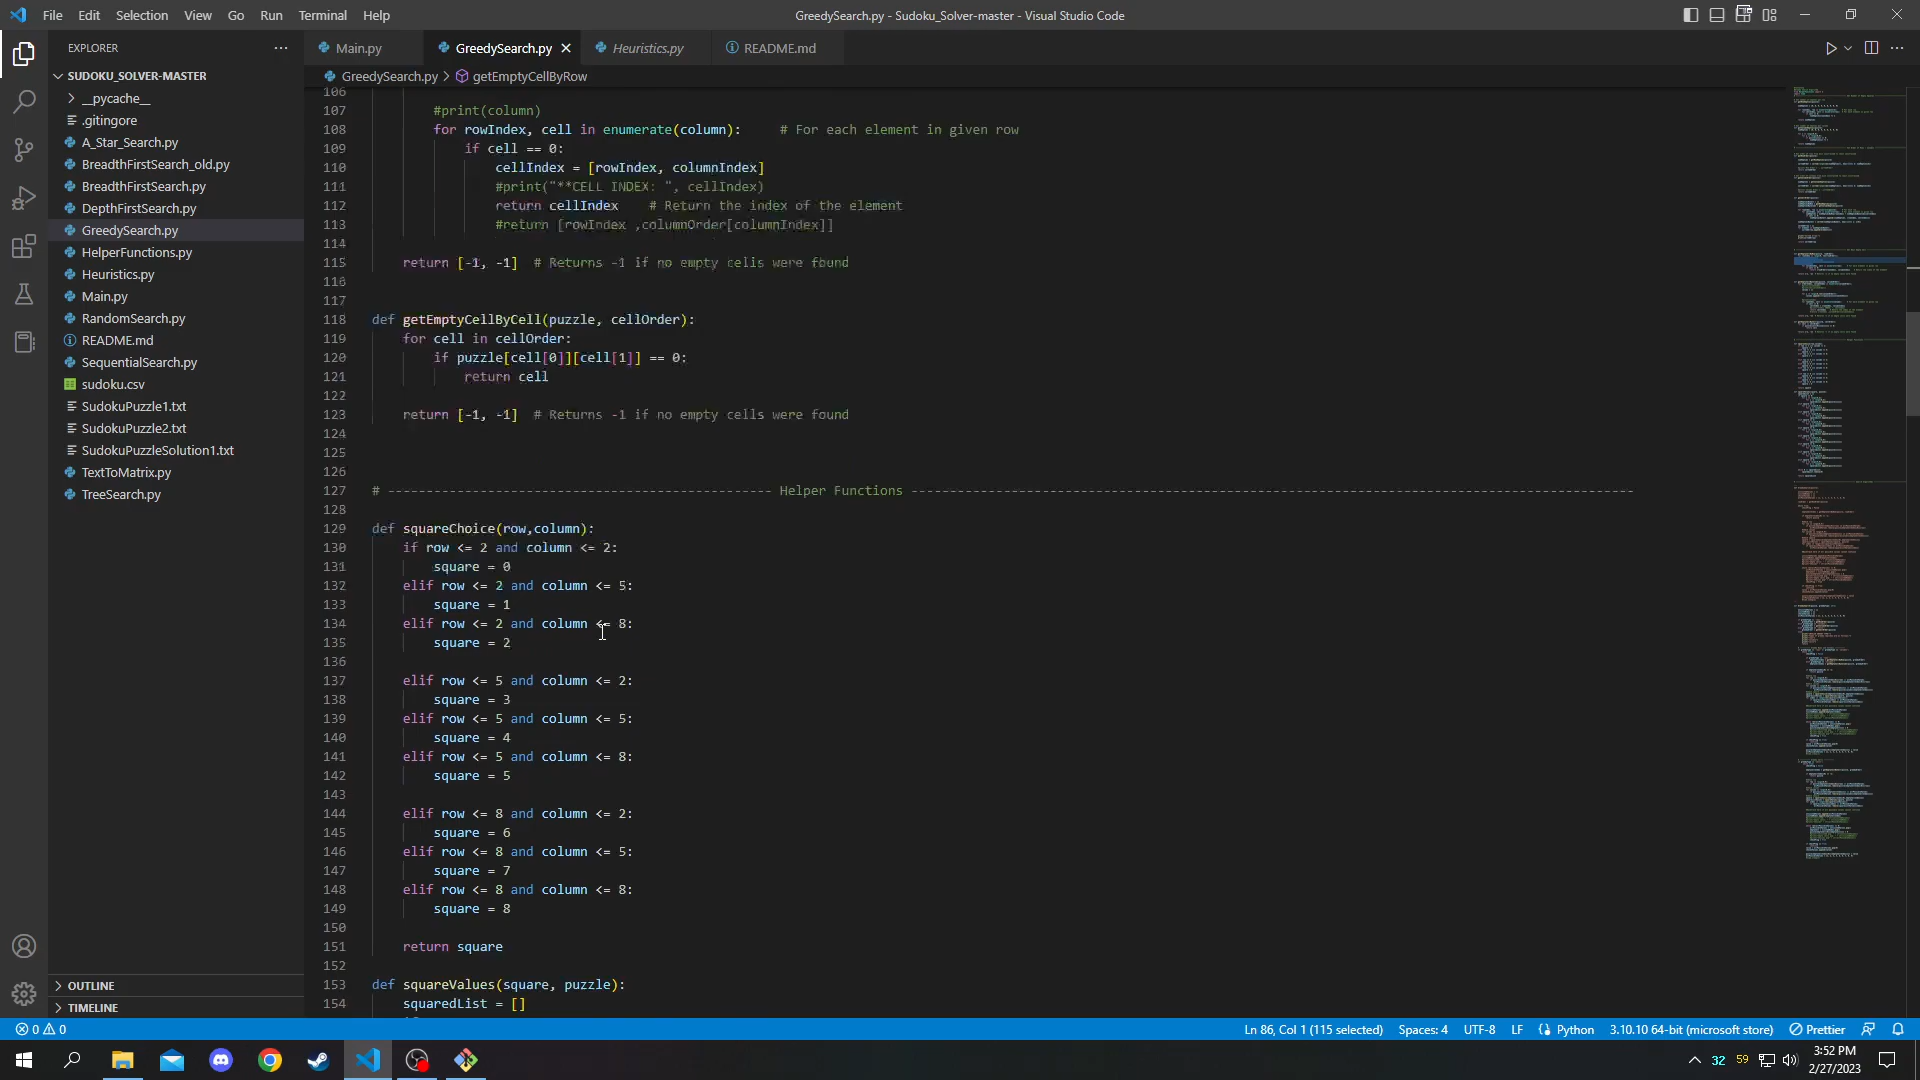 File Edit Selection View Go Run Terminal Help
GreedySearch.py - Sudoku_Solver-master - Visual Studio Code
EXPLORER
Main.py
GreedySearch.py
Heuristics.py
README.md
SUDOKU_SOLVER-MASTER
GreedySearch.py > getEmptyCellByRow
__pycache__
.gitingore
A_Star_Search.py
BreadthFirstSearch_old.py
BreadthFirstSearch.py
DepthFirstSearch.py
GreedySearch.py
HelperFunctions.py
Heuristics.py
Main.py
RandomSearch.py
README.md
SequentialSearch.py
sudoku.csv
SudokuPuzzle1.txt
SudokuPuzzle2.txt
SudokuPuzzleSolution1.txt
TextToMatrix.py
TreeSearch.py
OUTLINE
TIMELINE
106
107 #print(column)
108 for rowIndex, cell in enumerate(column): # For each element in given row
109 if cell == 0:
110 cellIndex = [rowIndex, columnIndex]
111 #print("**CELL INDEX: ", cellIndex)
112 return cellIndex # Return the index of the element
113 #return [rowIndex ,columnOrder[columnIndex]]
114
115 return [-1, -1] # Returns -1 if no empty cells were found
116
117
118 def getEmptyCellByCell(puzzle, cellOrder):
119 for cell in cellOrder:
120 if puzzle[cell[0]][cell[1]] == 0:
121 return cell
122
123 return [-1, -1] # Returns -1 if no empty cells were found
124
125
126
127 # -------------------------------------------------- Helper Functions ----------------------------------------------------------------------------------------------
128
129 def squareChoice(row,column):
130 if row <= 2 and column <= 2:
131 square = 0
132 elif row <= 2 and column <= 5:
133 square = 1
134 elif row <= 2 and column <= 8:
135 square = 2
136
137 elif row <= 5 and column <= 2:
138 square = 3
139 elif row <= 5 and column <= 5:
140 square = 4
141 elif row <= 5 and column <= 8:
142 square = 5
143
144 elif row <= 8 and column <= 2:
145 square = 6
146 elif row <= 8 and column <= 5:
147 square = 7
148 elif row <= 8 and column <= 8:
149 square = 8
150
151 return square
152
153 def squareValues(square, puzzle):
154 squaredList = []
0 0
Ln 86, Col 1 (115 selected) Spaces: 4 UTF-8 LF Python 3.10.10 64-bit (microsoft store) Prettier
32 59
3:52 PM
2/27/2023